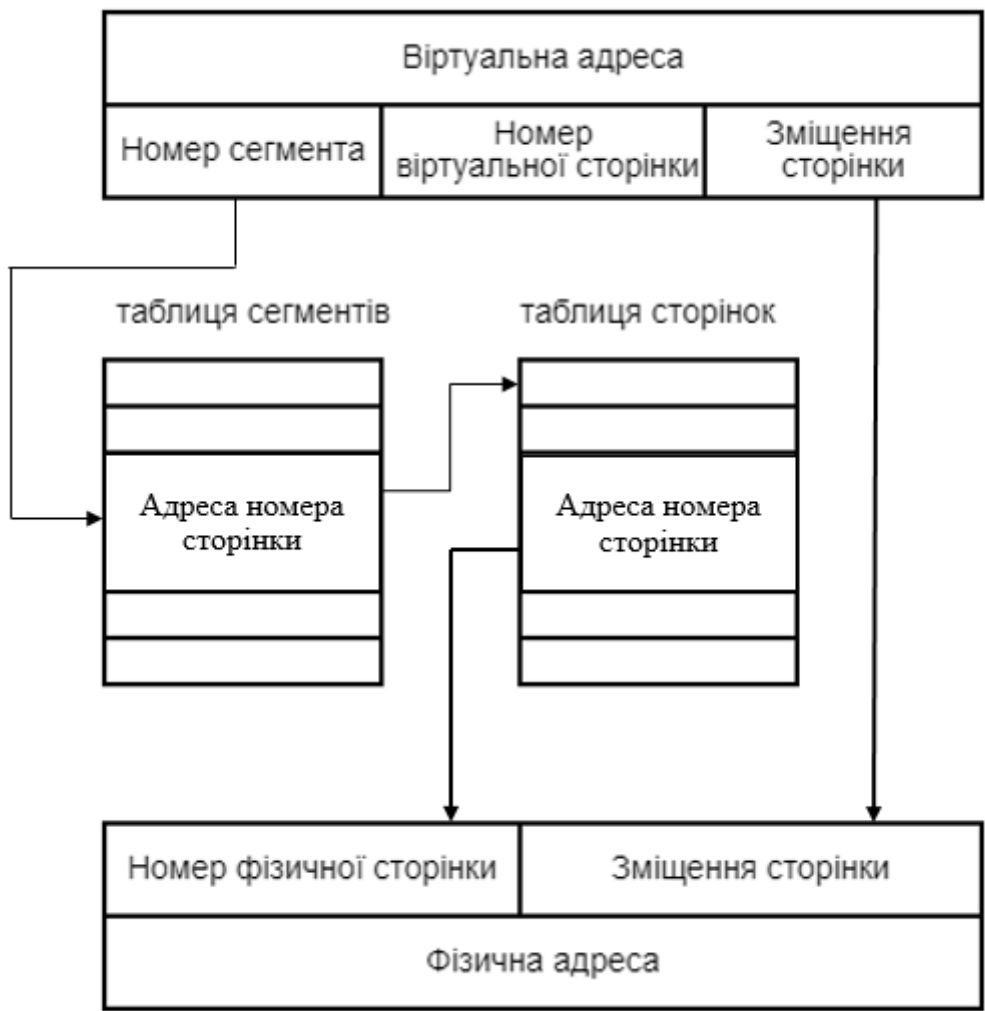 Віртуальна адреса
Номер сегмента
Номер
віртуальної сторінки
Зміщення
сторінки
таблиця сегментів
таблиця сторінок
Адреса номера
сторінки
Адреса номера
сторінки
Номер фізичної сторінки
Зміщення сторінки
Фізична адреса